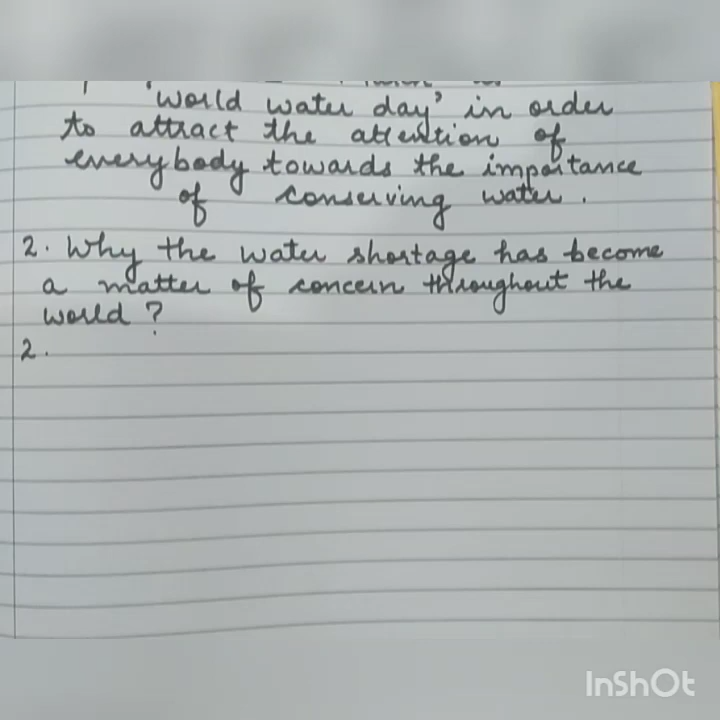 'World water day' in order
to attract the attention of
everybody towards the importance
of conserving water.
2. Why the water shortage has become
a matter of concern throughout the
world ?
2.
InShOt